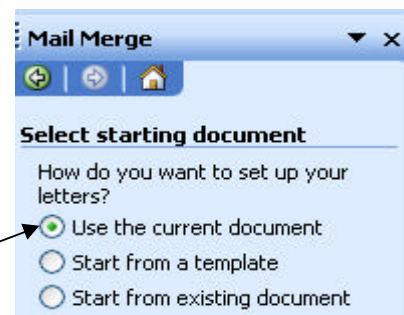 Mail Merge
Select starting document
How do you want to set up your
letters?
Use the current document
Start from a template
Start from existing document